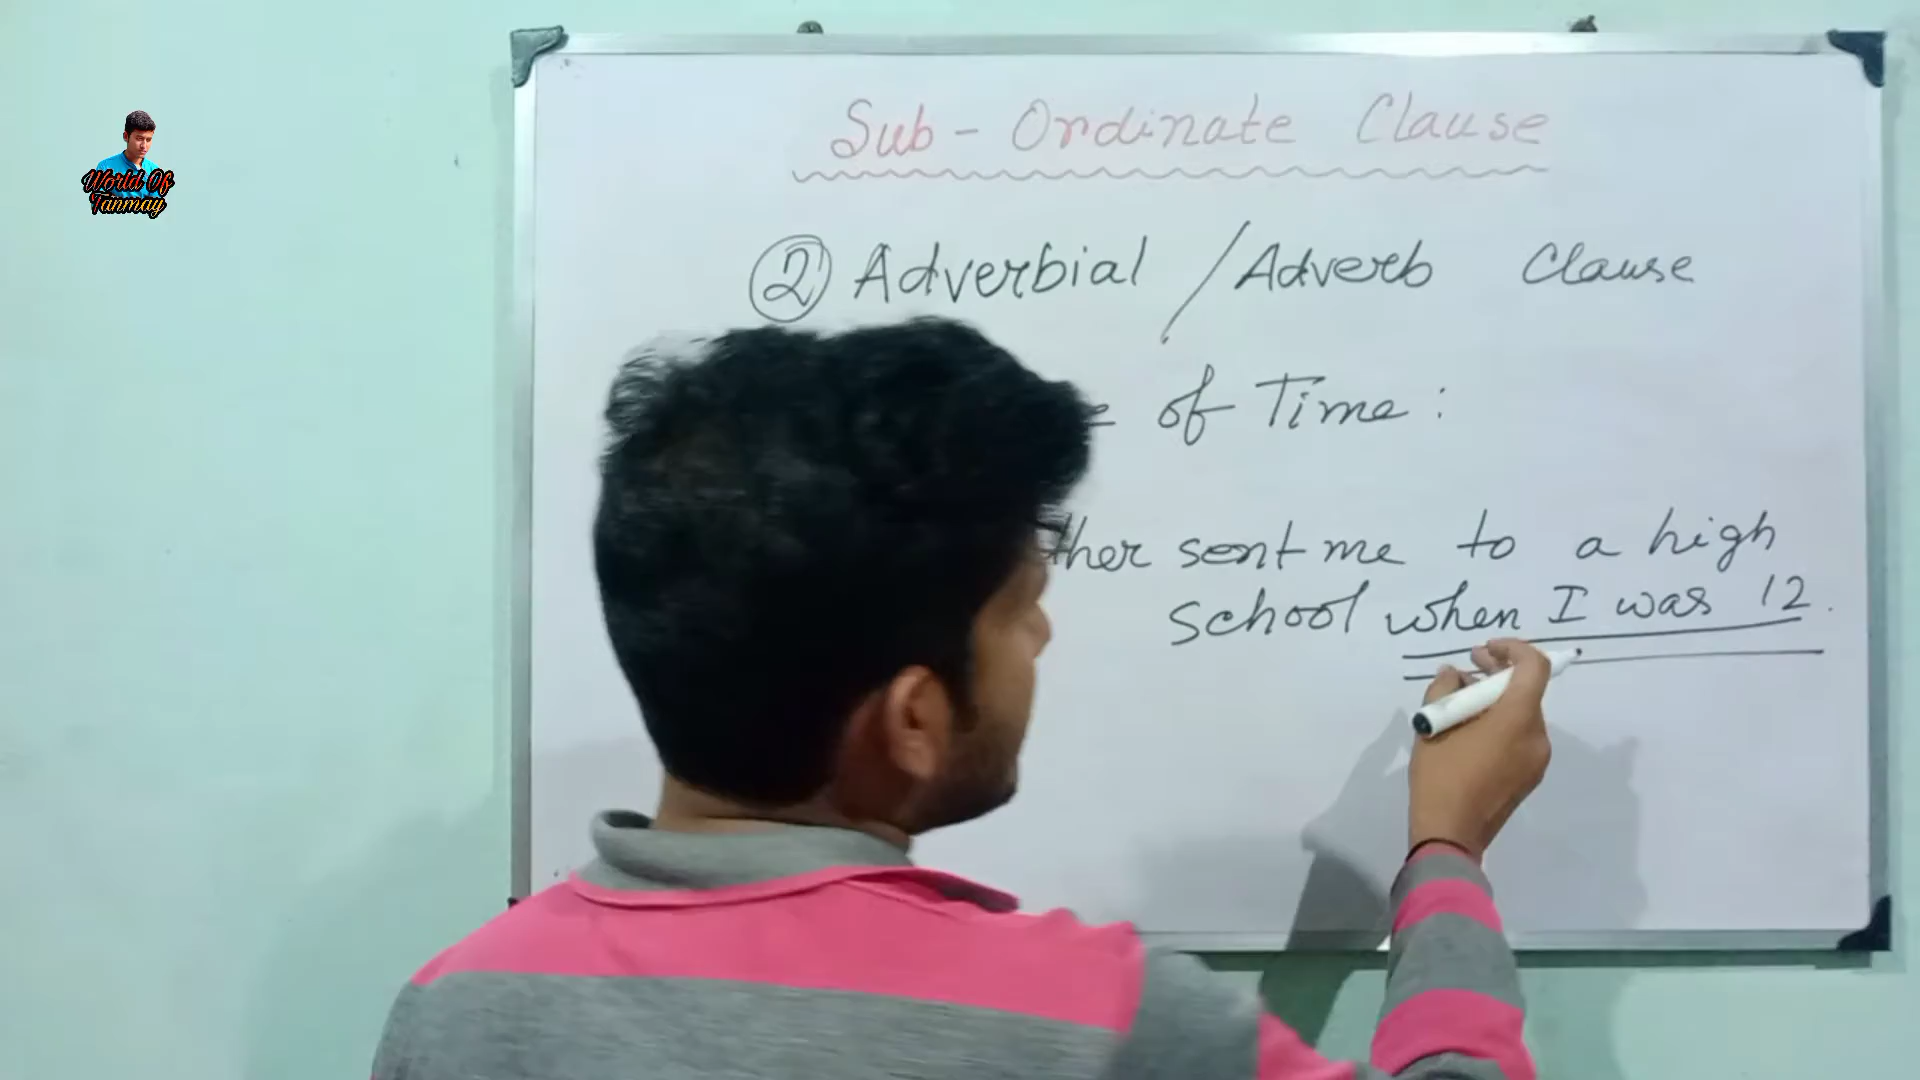 World Of
Tanmay
Sub-Ordinate Clause
2 Adverbial / Adverb Clause
of Time:
sent me to a high
school when I was 12.